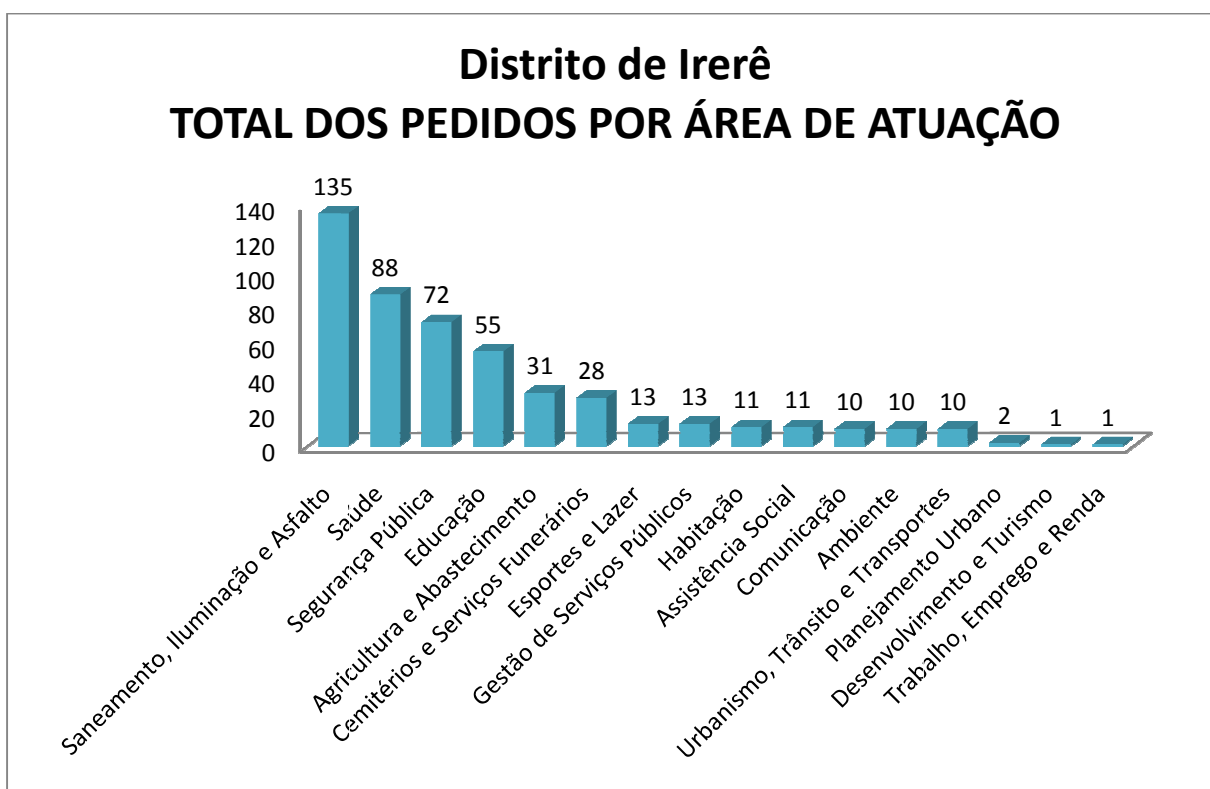 Distrito de Irerê
TOTAL DOS PEDIDOS POR ÁREA DE ATUAÇÃO
140
120
100
80
60
40
20
0
135
88
72
55
31
28
13
13
11
11
10
10
10
2
1
1
Saneamento, Iluminação e Asfalto
Saúde
Segurança Pública
Educação
Agricultura e Abastecimento
Cemitérios e Serviços Funerários
Esportes e Lazer
Gestão de Serviços Públicos
Habitação
Assistência Social
Comunicação
Ambiente
Urbanismo, Trânsito e Transportes
Planejamento Urbano
Desenvolvimento e Turismo
Trabalho, Emprego e Renda